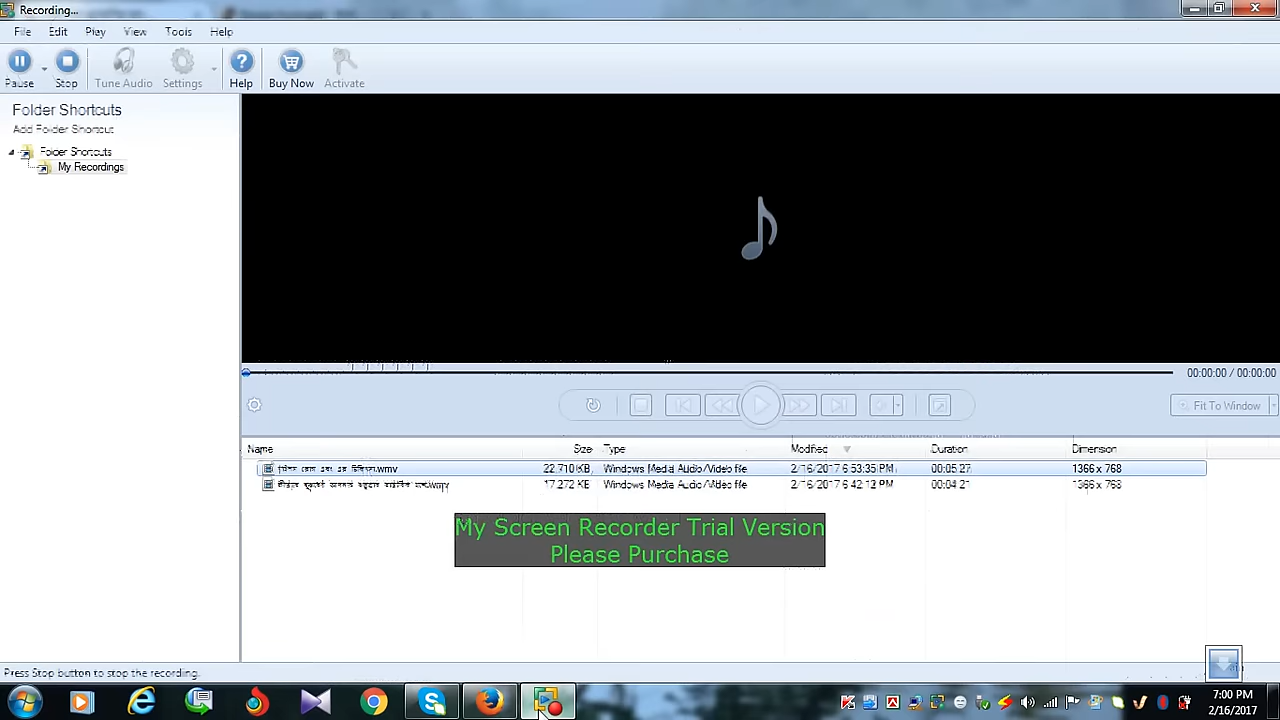 Recording...
File Edit Play View Tools Help
Pause Stop Tune Audio Settings Help Buy Now Activate
Folder Shortcuts
Add Folder Shortcut
Folder Shortcuts
My Recordings
00:00:00 / 00:00:00
Fit To Window
Name Size Type Modified Duration Dimension
.wmv 22,710 KB Windows Media Audio/Video file 2/16/2017 6:53:35 PM 00:05:27 1366 x 768
.wmv 17,272 KB Windows Media Audio/Video file 2/16/2017 6:42:13 PM 00:04:21 1366 x 768
My Screen Recorder Trial Version
Please Purchase
Press Stop button to stop the recording.
7:00 PM
2/16/2017